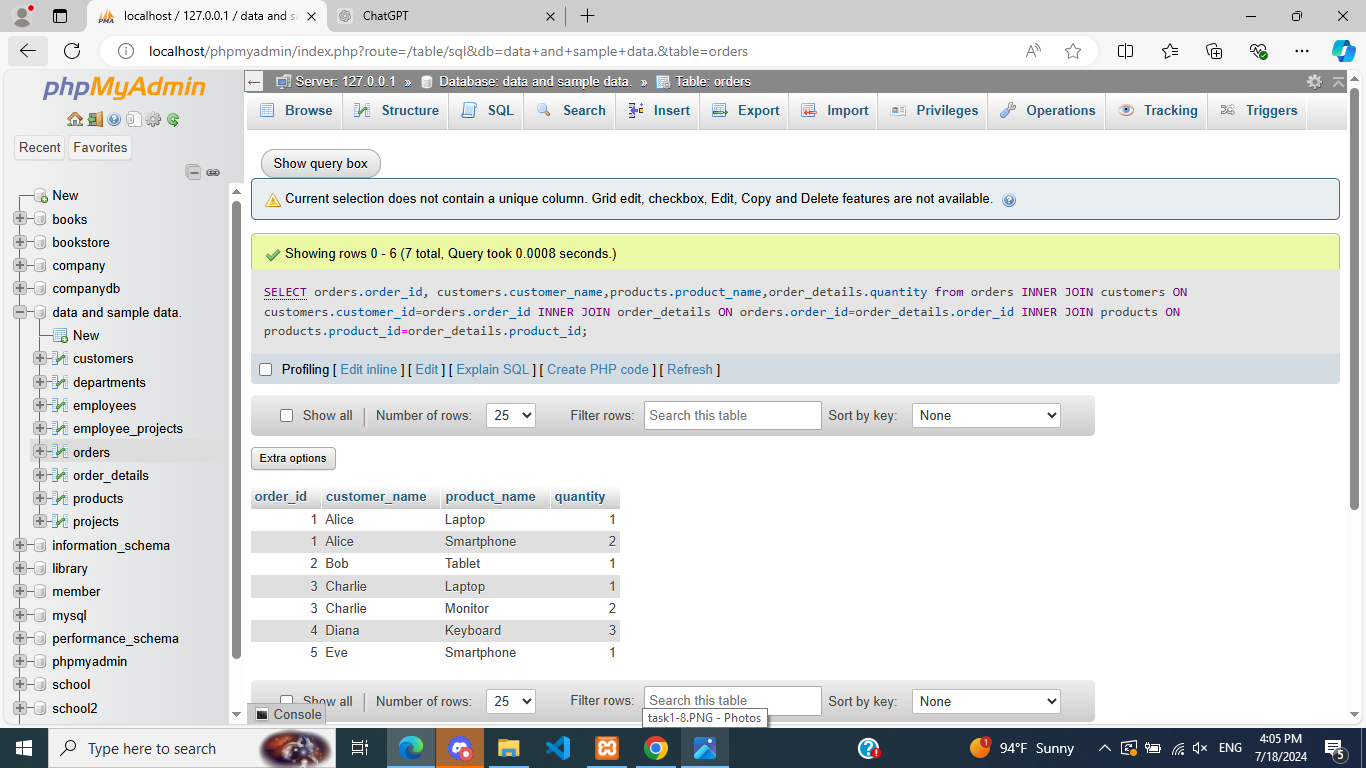 localhost / 127.0.0.1 / data and sa
ChatGPT
localhost/phpmyadmin/index.php?route=/table/sql&db=data+and+sample+data.&table=orders
phpMyAdmin
Server: 127.0.0.1 » Database: data and sample data. » Table: orders
Browse Structure SQL Search Insert Export Import Privileges Operations Tracking Triggers
Recent Favorites
New
books
bookstore
company
companydb
data and sample data.
New
customers
departments
employees
employee_projects
orders
order_details
products
projects
information_schema
library
member
mysql
performance_schema
phpmyadmin
school
school2
Show query box
Current selection does not contain a unique column. Grid edit, checkbox, Edit, Copy and Delete features are not available.
Showing rows 0 - 6 (7 total, Query took 0.0008 seconds.)
SELECT orders.order_id, customers.customer_name,products.product_name,order_details.quantity from orders INNER JOIN customers ON
customers.customer_id=orders.order_id INNER JOIN order_details ON orders.order_id=order_details.order_id INNER JOIN products ON
products.product_id=order_details.product_id;
Profiling [ Edit inline ] [ Edit ] [ Explain SQL ] [ Create PHP code ] [ Refresh ]
Show all Number of rows: 25 Filter rows: Search this table Sort by key: None
Extra options
order_id customer_name product_name quantity
1 Alice Laptop 1
1 Alice Smartphone 2
2 Bob Tablet 1
3 Charlie Laptop 1
3 Charlie Monitor 2
4 Diana Keyboard 3
5 Eve Smartphone 1
Show all Number of rows: 25 Filter rows: Search this table Sort by key: None
Console
task1-8.PNG - Photos
Type here to search
94°F Sunny
ENG
4:05 PM
7/18/2024
5
1